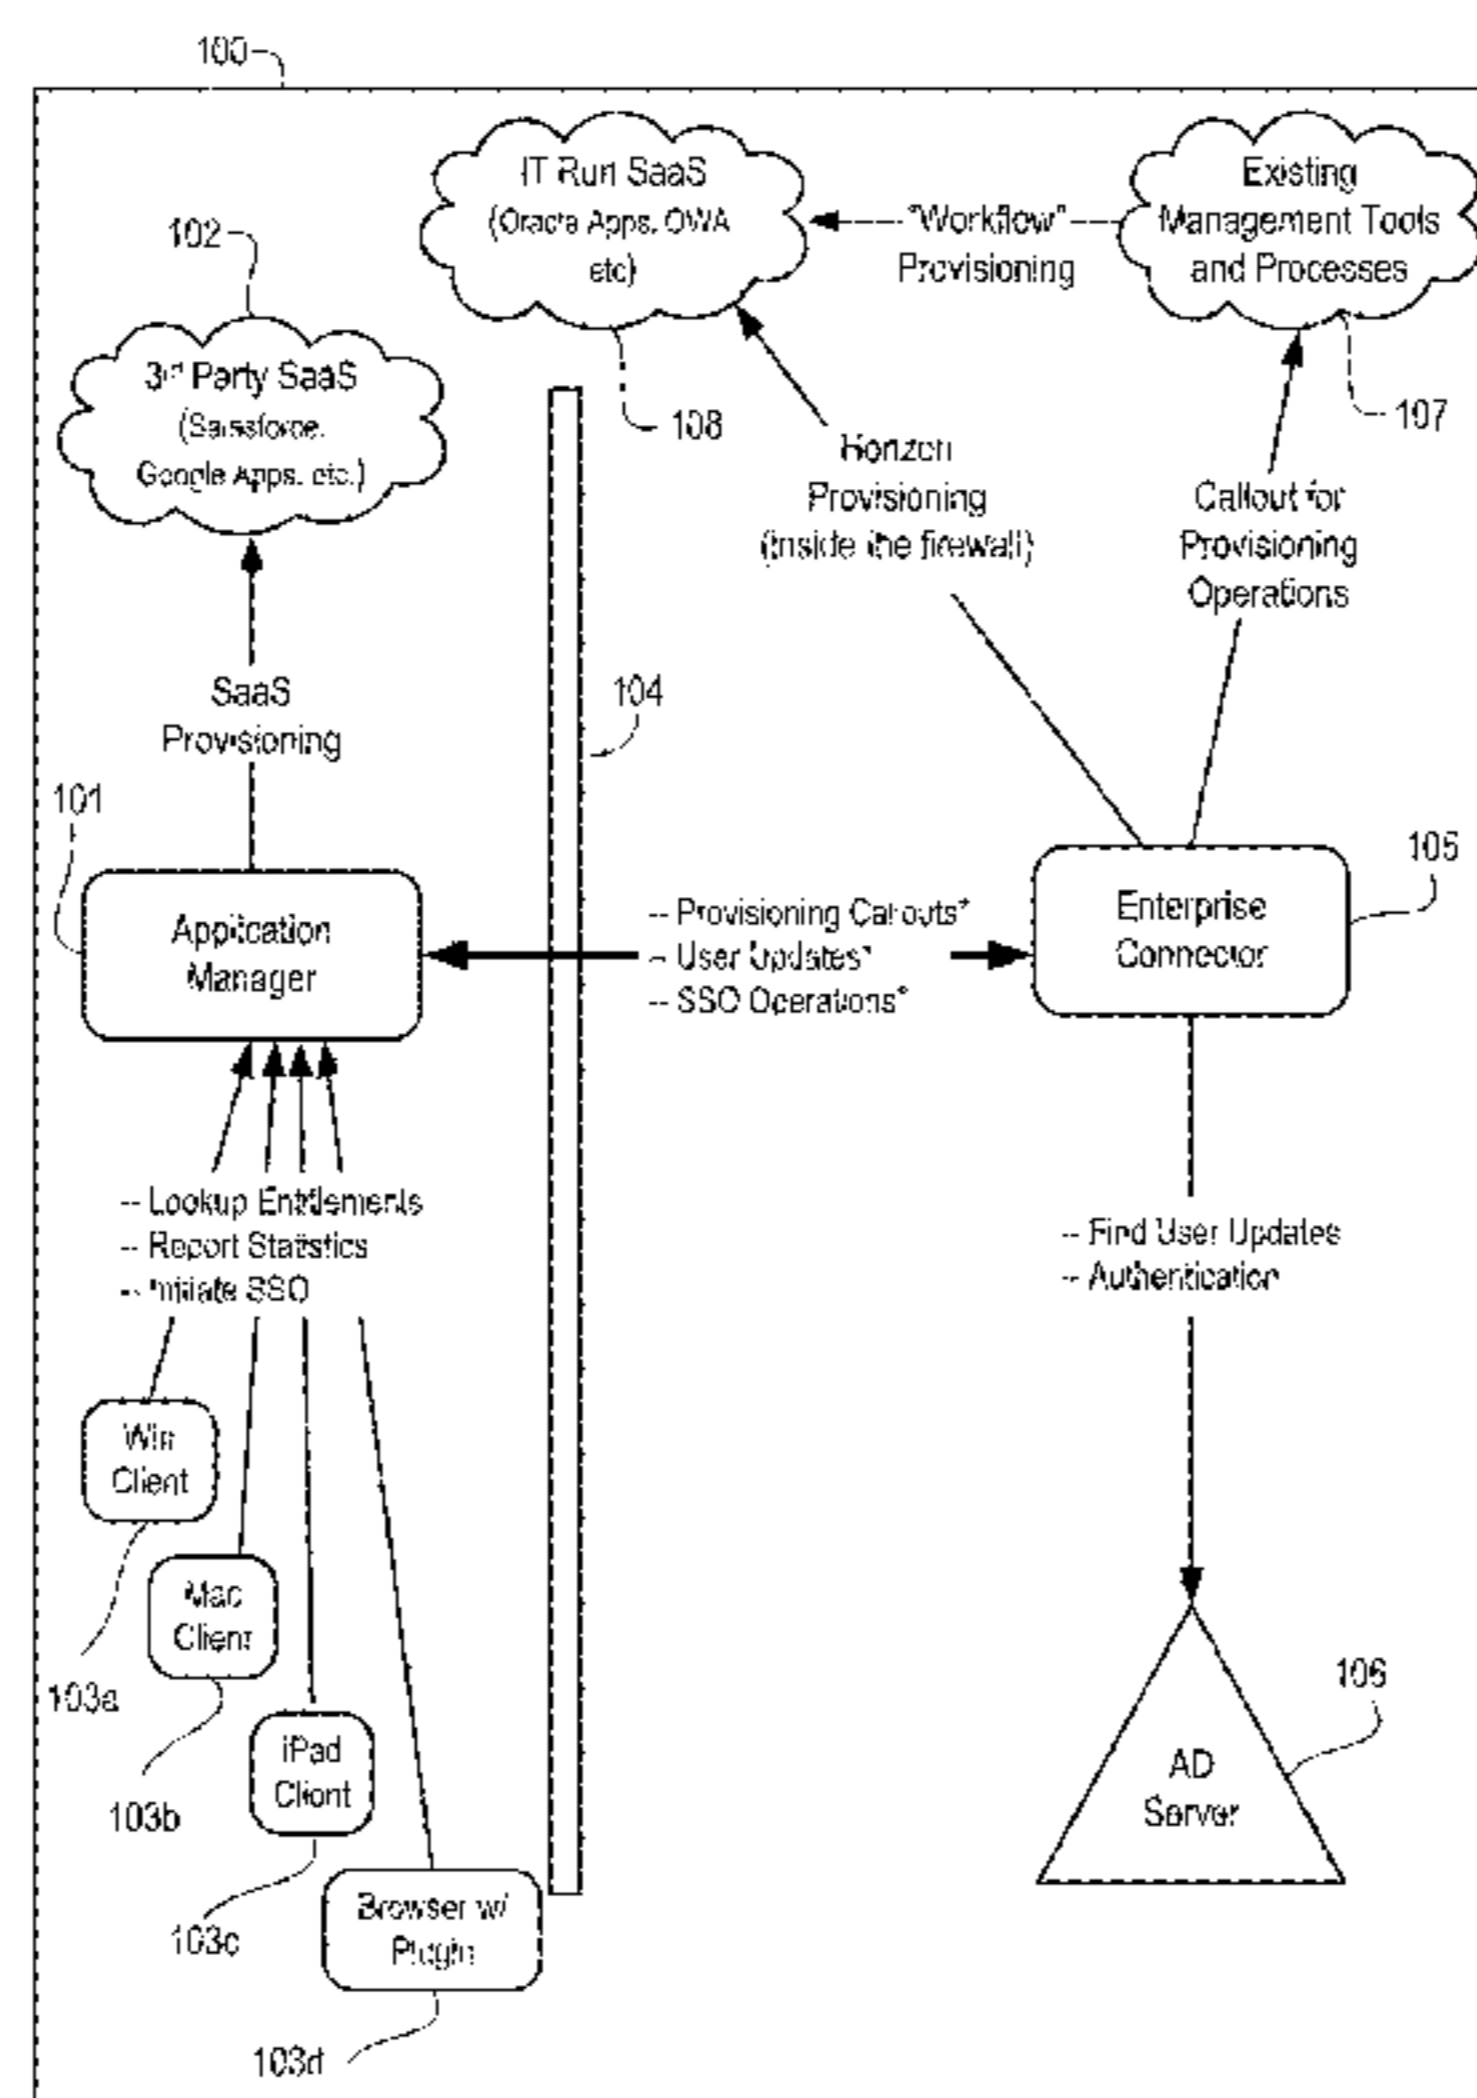 100
IT Run SaaS
(Oracle Apps, OWA
etc)
Existing
Management Tools
and Processes
"Workflow"
Provisioning
102
3rd Party SaaS
(Salesforce,
Google Apps, etc.)
108
107
Horizon
Provisioning
(inside the firewall)
Callout for
Provisioning
Operations
SaaS
Provisioning
104
101
Application
Manager
-- Provisioning Callouts*
-- User Updates*
-- SSO Operations*
Enterprise
Connector
105
-- Lookup Entitlements
-- Report Statistics
-- Initiate SSO
-- Find User Updates
-- Authentication
Win
Client
Mac
Client
103a
iPad
Client
103b
AD
Server
106
Browser w/
Plugin
103c
103d